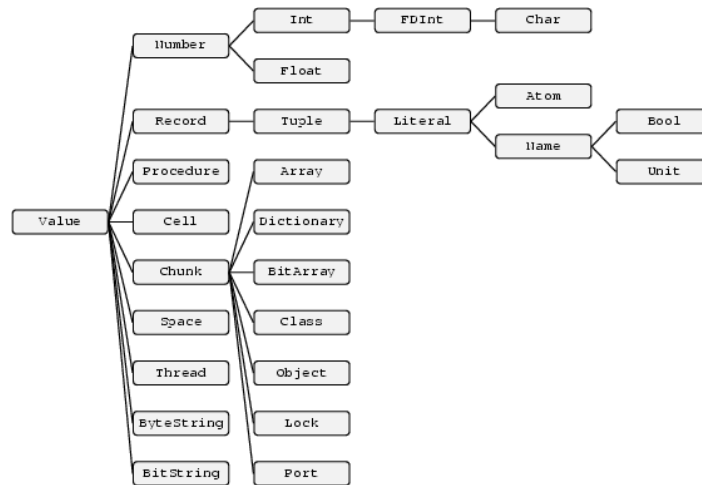 Int FDInt Char
Number
Float
Atom
Record Tuple Literal Bool
Name
Procedure Array Unit
Value Cell Dictionary
Chunk BitArray
Space Class
Thread Object
ByteString Lock
BitString Port